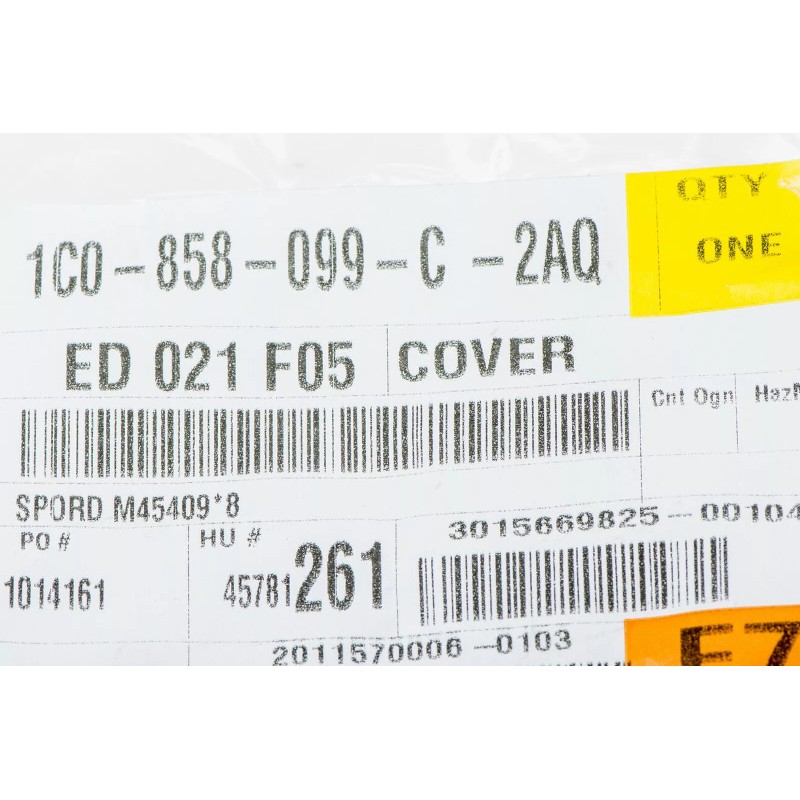 1C0-858-099-C-2AQ
QTY
ONE
ED 021 F05
COVER
Cnt Ogn
SPORD M45409*8
PO #
1014161
HU #
45781261
3015669825-00104
2011570006-0103